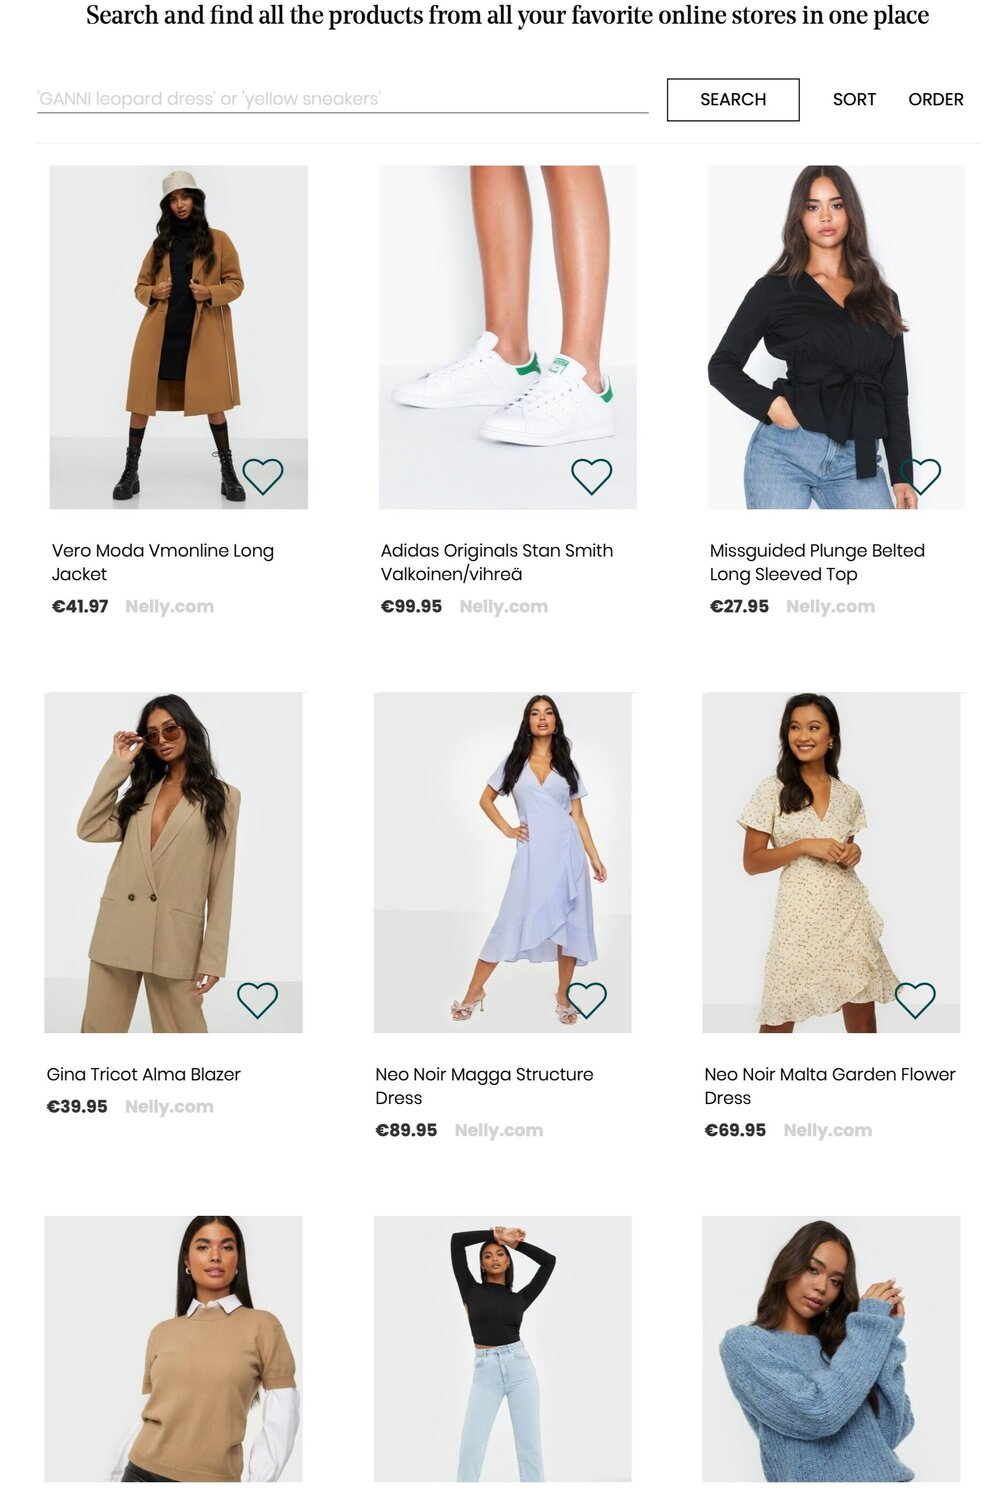 Search and find all the products from all your favorite online stores in one place
'GANNI leopard dress' or 'yellow sneakers'
SEARCH
SORT
ORDER
Vero Moda Vmonline Long
Jacket
€41.97 Nelly.com
Adidas Originals Stan Smith
Valkoinen/vihreä
€99.95 Nelly.com
Missguided Plunge Belted
Long Sleeved Top
€27.95 Nelly.com
Gina Tricot Alma Blazer
€39.95 Nelly.com
Neo Noir Magga Structure
Dress
€89.95 Nelly.com
Neo Noir Malta Garden Flower
Dress
€69.95 Nelly.com